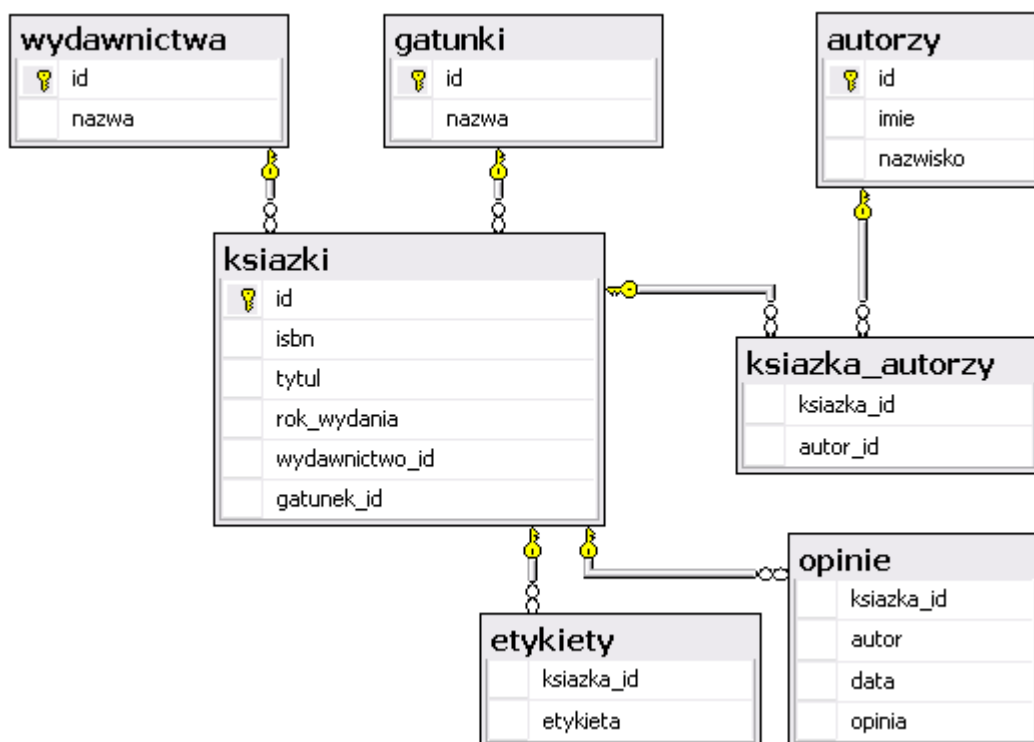 wydawnictwa
id
nazwa
gatunki
id
nazwa
autorzy
id
imie
nazwisko
ksiazki
id
isbn
tytul
rok_wydania
wydawnictwo_id
gatunek_id
ksiazka_autorzy
ksiazka_id
autor_id
etykiety
ksiazka_id
etykieta
opinie
ksiazka_id
autor
data
opinia